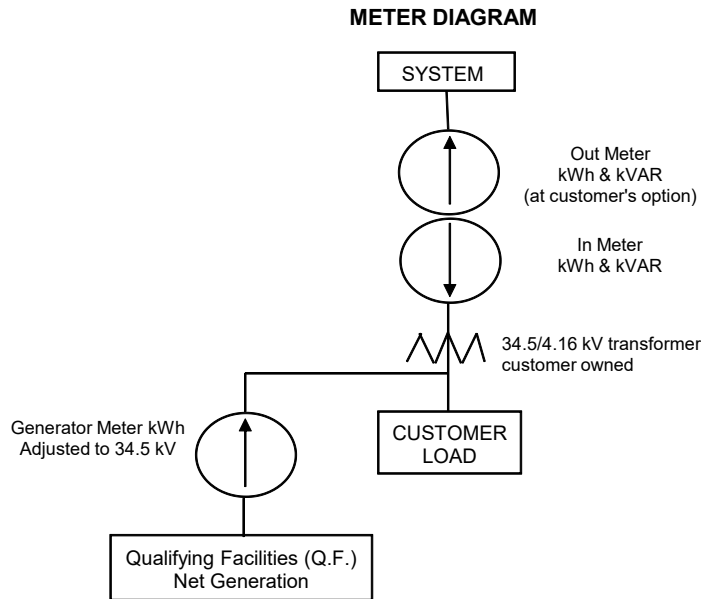 METER DIAGRAM
SYSTEM
Out Meter
kWh & kVAR
(at customer's option)
In Meter
kWh & kVAR
34.5/4.16 kV transformer
customer owned
Generator Meter kWh
Adjusted to 34.5 kV
CUSTOMER
LOAD
Qualifying Facilities (Q.F.)
Net Generation